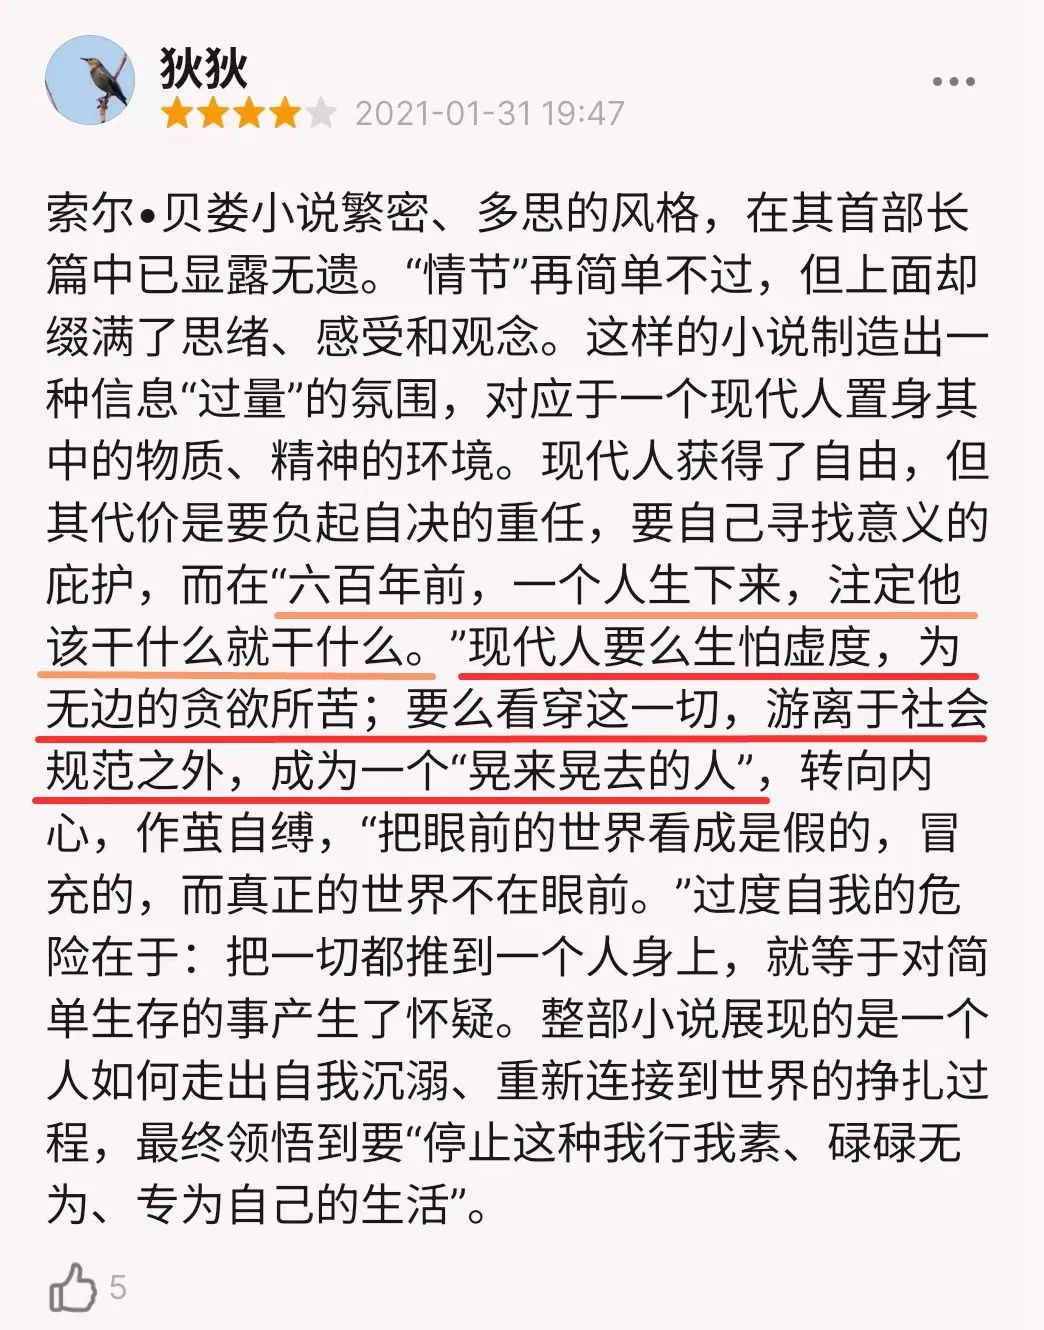 狄狄
2021-01-31 19:47
索尔•贝娄小说繁密、多思的风格，在其首部长
篇中已显露无遗。“情节”再简单不过，但上面却
缀满了思绪、感受和观念。这样的小说制造出一
种信息“过量”的氛围，对应于一个现代人置身其
中的物质、精神的环境。现代人获得了自由，但
其代价是要负起自决的重任，要自己寻找意义的
庇护，而在“六百年前，一个人生下来，注定他
该干什么就干什么。”现代人要么生怕虚度，为
无边的贪欲所苦；要么看穿这一切，游离于社会
规范之外，成为一个“晃来晃去的人”，转向内
心，作茧自缚，“把眼前的世界看成是假的，冒
充的，而真正的世界不在眼前。”过度自我的危
险在于：把一切都推到一个人身上，就等于对简
单生存的事产生了怀疑。整部小说展现的是一个
人如何走出自我沉溺、重新连接到世界的挣扎过
程，最终领悟到要“停止这种我行我素、碌碌无
为、专为自己的生活”。
5